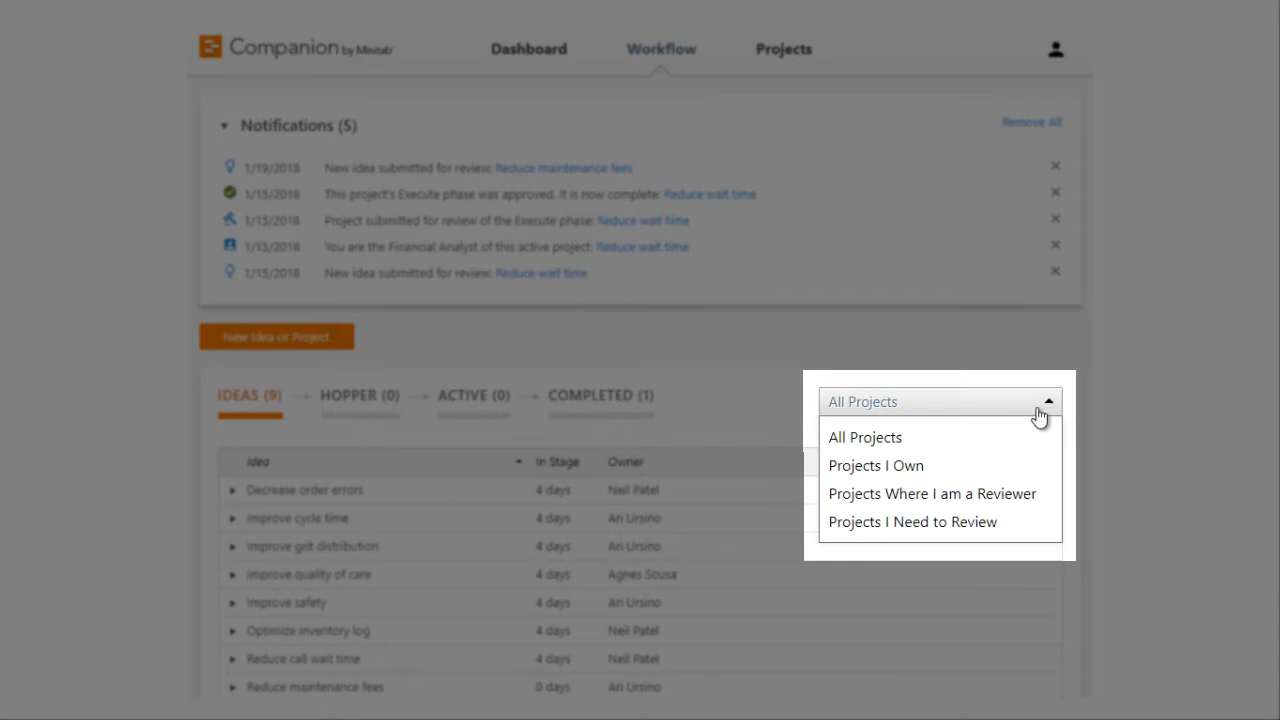 Companion by Minitab
Dashboard
Workflow
Projects
Notifications (5)
Remove All
1/19/2018 New idea submitted for review: Reduce maintenance fees
1/15/2018 This project's Execute phase was approved. It is now complete: Reduce wait time
1/15/2018 Project submitted for review of the Execute phase: Reduce wait time
1/15/2018 You are the Financial Analyst of this active project: Reduce wait time
1/15/2018 New idea submitted for review: Reduce wait time
New Idea or Project
IDEAS (9)
HOPPER (0)
ACTIVE (0)
COMPLETED (1)
All Projects
All Projects
Projects I Own
Projects Where I am a Reviewer
Projects I Need to Review
Idea In Stage Owner
Decrease order errors 4 days Neil Patel
Improve cycle time 4 days Ari Ursino
Improve grit distribution 4 days Ari Ursino
Improve quality of care 4 days Agnes Sousa
Improve safety 4 days Ari Ursino
Optimize inventory log 4 days Neil Patel
Reduce call wait time 4 days Neil Patel
Reduce maintenance fees 0 days Ari Ursino